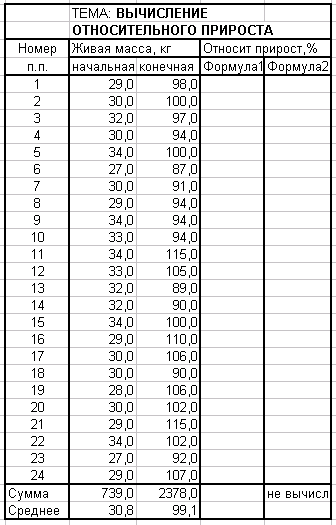 ТЕМА: ВЫЧИСЛЕНИЕ
ОТНОСИТЕЛЬНОГО ПРИРОСТА
Номер Живая масса, кг Относит прирост,%
п.п. начальная конечная Формула1 Формула2
1 29,0 98,0
2 30,0 100,0
3 32,0 97,0
4 30,0 94,0
5 34,0 100,0
6 27,0 87,0
7 30,0 91,0
8 29,0 94,0
9 34,0 94,0
10 33,0 94,0
11 34,0 115,0
12 33,0 105,0
13 32,0 89,0
14 32,0 90,0
15 34,0 100,0
16 29,0 110,0
17 30,0 106,0
18 30,0 90,0
19 28,0 106,0
20 30,0 102,0
21 29,0 115,0
22 34,0 102,0
23 27,0 92,0
24 29,0 107,0
Сумма 739,0 2378,0 не вычисл
Среднее 30,8 99,1